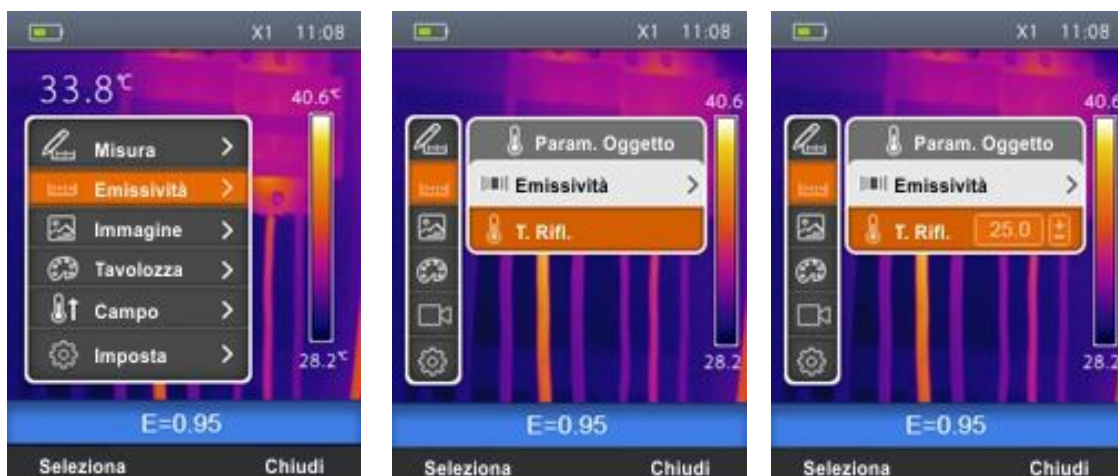 X1 11:08
33.8℃
40.6℃
Misura
Emissività
Immagine
Tavolozza
Campo
Imposta
28.2℃
E=0.95
Seleziona Chiudi
X1 11:08
40.6
Param. Oggetto
Emissività
T. Rifl.
28.2
E=0.95
Seleziona Chiudi
X1 11:08
40.6
Param. Oggetto
Emissività
T. Rifl. 25.0
28.2
E=0.95
Seleziona Chiudi